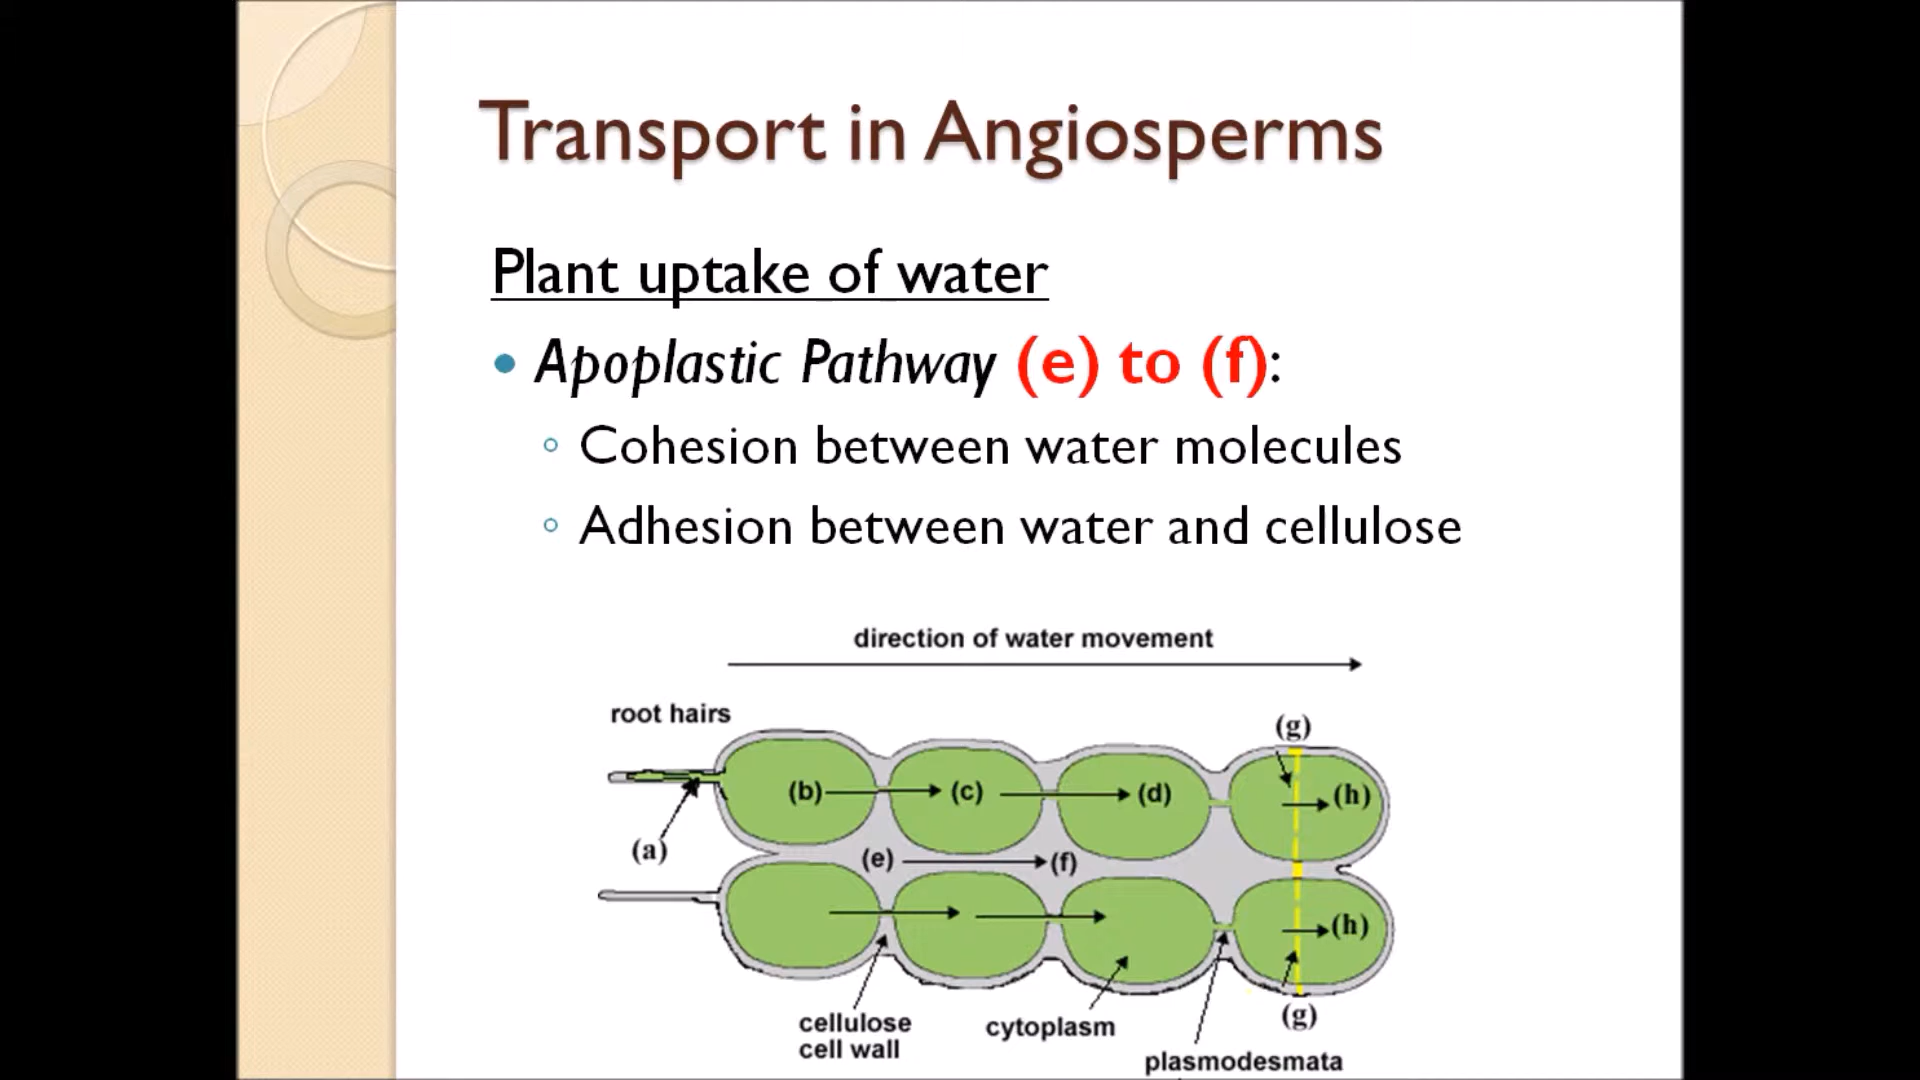 Transport in Angiosperms
Plant uptake of water
• Apoplastic Pathway (e) to (f):
◦ Cohesion between water molecules
◦ Adhesion between water and cellulose
direction of water movement
root hairs
(g)
(b) (c) (d) (h)
(a)
(e) (f)
(h)
(g)
cellulose
cell wall
cytoplasm
plasmodesmata